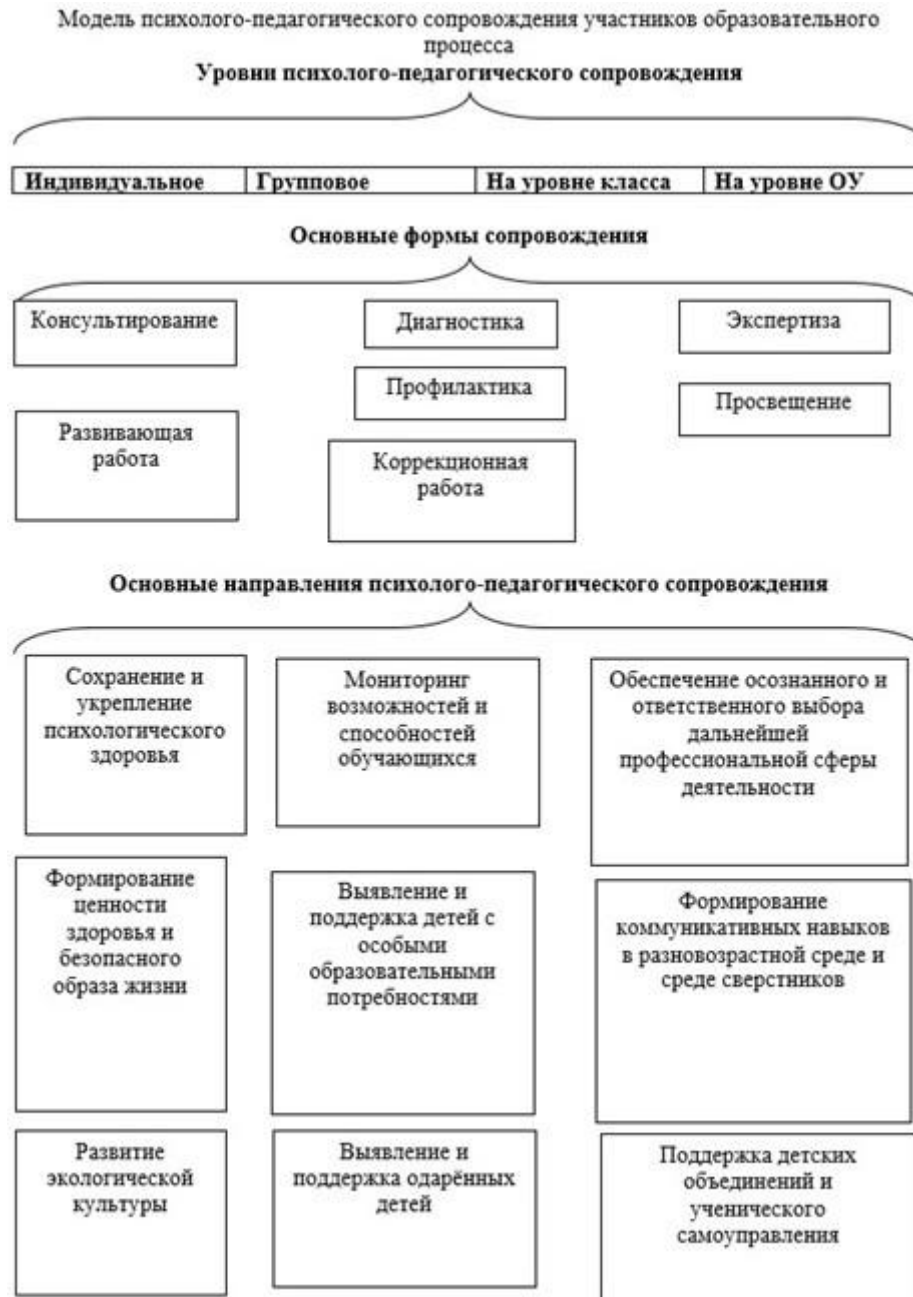 Модель психолого-педагогического сопровождения участников образовательного
процесса
Уровни психолого-педагогического сопровождения
Индивидуальное Групповое На уровне класса На уровне ОУ
Основные формы сопровождения
Консультирование
Диагностика
Экспертиза
Профилактика
Просвещение
Развивающая
работа
Коррекционная
работа
Основные направления психолого-педагогического сопровождения
Сохранение и
укрепление
психологического
здоровья
Мониторинг
возможностей и
способностей
обучающихся
Обеспечение осознанного и
ответственного выбора
дальнейшей
профессиональной сферы
деятельности
Формирование
ценности
здоровья и
безопасного
образа жизни
Выявление и
поддержка детей с
особыми
образовательными
потребностями
Формирование
коммуникативных навыков
в разновозрастной среде и
среде сверстников
Развитие
экологической
культуры
Выявление и
поддержка одарённых
детей
Поддержка детских
объединений и
ученического
самоуправления